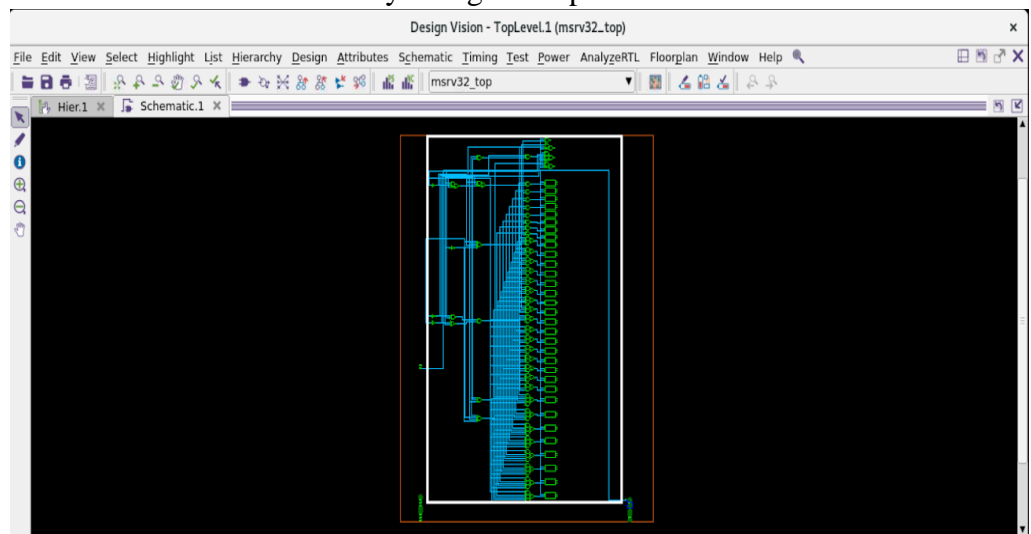 Design Vision - TopLevel.1 (msrv32_top)
File Edit View Select Highlight List Hierarchy Design Attributes Schematic Timing Test Power AnalyzeRTL Floorplan Window Help
msrv32_top
Hier.1 Schematic.1